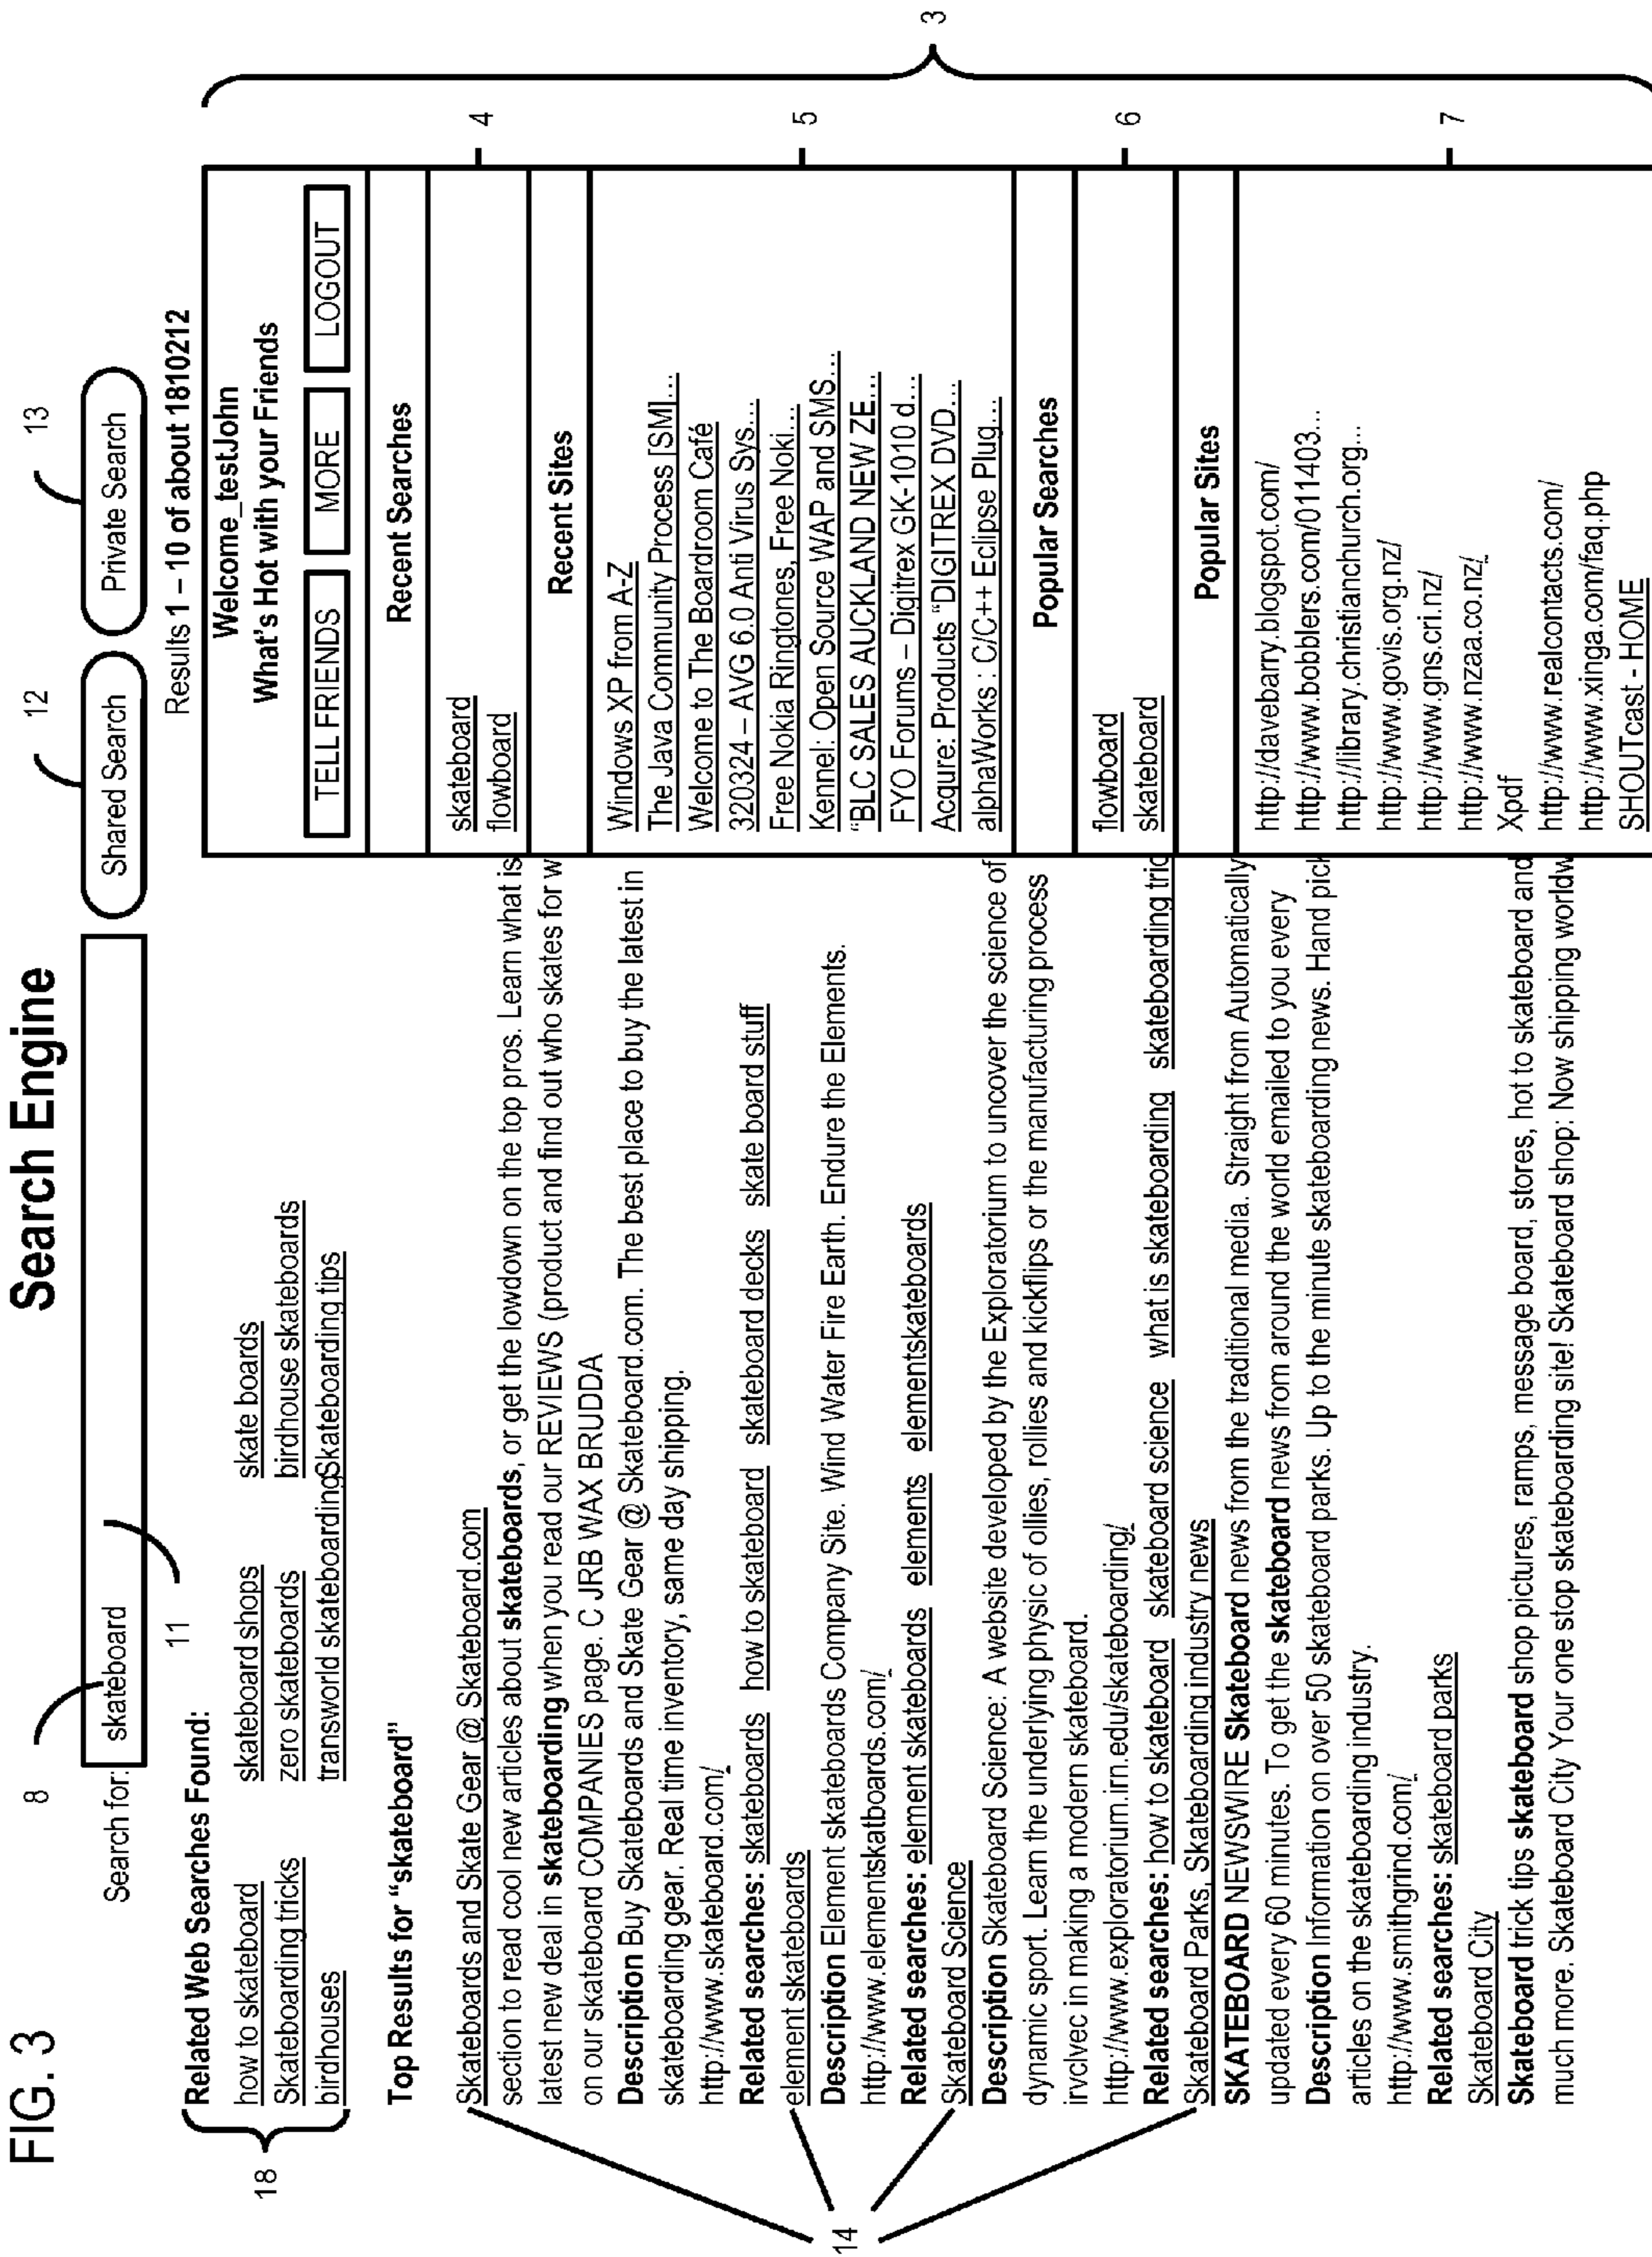 FIG. 3
Search Engine
8
12
13
Search for:
skateboard
Shared Search
Private Search
11
Results 1 – 10 of about 1810212
18
Related Web Searches Found:
how to skateboard skateboard shops skate boards
Skateboarding tricks zero skateboards birdhouse skateboards
birdhouses transworld skateboarding Skateboarding tips
Top Results for “skateboard”
14
Skateboards and Skate Gear @ Skateboard.com
section to read cool new articles about skateboards, or get the lowdown on the top pros. Learn what is
latest new deal in skateboarding when you read our REVIEWS (product and find out who skates for w
on our skateboard COMPANIES page. C JRB WAX BRUDDA
Description Buy Skateboards and Skate Gear @ Skateboard.com. The best place to buy the latest in
skateboarding gear. Real time inventory, same day shipping.
http://www.skateboard.com/
Related searches: skateboards how to skateboard skateboard decks skate board stuff
element skateboards
Description Element skateboards Company Site. Wind Water Fire Earth. Endure the Elements.
http://www.elementskatboards.com/
Related searches: element skateboards elements elementskateboards
Skateboard Science
Description Skateboard Science: A website developed by the Exploratorium to uncover the science of
dynamic sport. Learn the underlying physic of ollies, rollies and kickflips or the manufacturing process
irvolvec in making a modern skateboard.
http://www.exploratorium.irn.edu/skateboarding/
Related searches: how to skateboard skateboard science what is skateboarding skateboarding tric
Skateboard Parks, Skateboarding industry news
SKATEBOARD NEWSWIRE Skateboard news from the traditional media. Straight from Automatically
updated every 60 minutes. To get the skateboard news from around the world emailed to you every
Description Information on over 50 skateboard parks. Up to the minute skateboarding news. Hand pick
articles on the skateboarding industry.
http://www.smithgrind.com/
Related searches: skateboard parks
Skateboard City
Skateboard trick tips skateboard shop pictures, ramps, message board, stores, hot to skateboard and
much more. Skateboard City Your one stop skateboarding site! Skateboard shop: Now shipping worldw
Welcome_testJohn
What's Hot with your Friends
TELL FRIENDS MORE LOGOUT
Recent Searches
skateboard
flowboard
4
Recent Sites
Windows XP from A-Z
The Java Community Process [SM]...
Welcome to The Boardroom Café
320324 – AVG 6.0 Anti Virus Sys...
Free Nokia Ringtones, Free Noki...
Kennel: Open Source WAP and SMS...
“BLC SALES AUCKLAND NEW ZE...
FYO Forums – Digitrex GK-1010 d...
Acqure: Products “DIGITREX DVD...
alphaWorks : C/C++ Eclipse Plug...
5
Popular Searches
flowboard
skateboard
6
Popular Sites
http://davebarry.blogspot.com/
http://www.bobblers.com/011403...
http://lbrary.christianchurch.org...
http://www.govis.org.nz/
http://www.gns.cri.nz/
http://www.nzaa.co.nz/
Xpdf
http://www.realcontacts.com/
http://www.xinga.com/faq.php
SHOUTcast - HOME
7
3